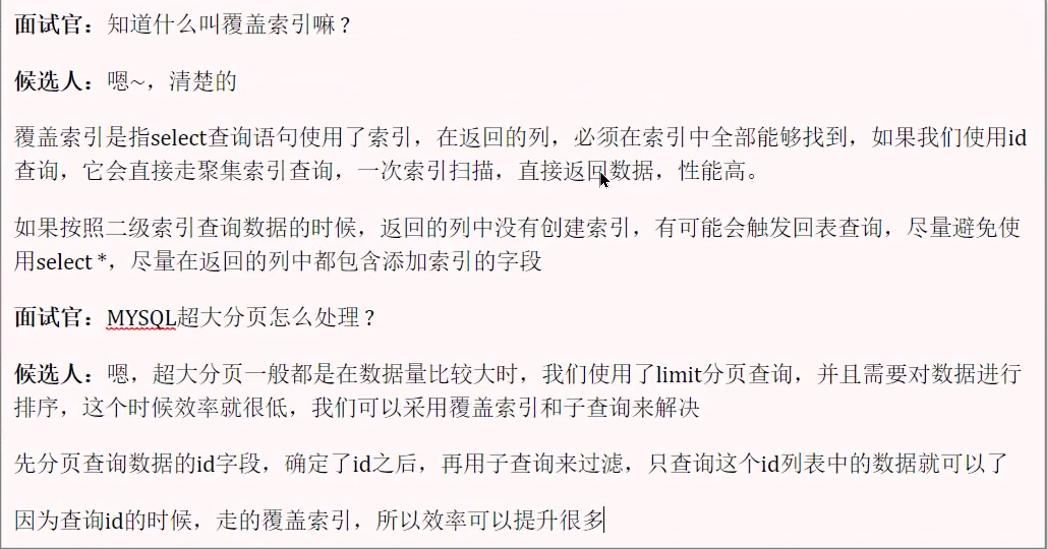 面试官：知道什么叫覆盖索引嘛？
候选人：嗯~，清楚的
覆盖索引是指select查询语句使用了索引，在返回的列，必须在索引中全部能够找到，如果我们使用id
查询，它会直接走聚集索引查询，一次索引扫描，直接返回数据，性能高。
如果按照二级索引查询数据的时候，返回的列中没有创建索引，有可能会触发回表查询，尽量避免使
用select *，尽量在返回的列中都包含添加索引的字段
面试官：MYSQL超大分页怎么处理？
候选人：嗯，超大分页一般都是在数据量比较大时，我们使用了limit分页查询，并且需要对数据进行
排序，这个时候效率就很低，我们可以采用覆盖索引和子查询来解决
先分页查询数据的id字段，确定了id之后，再用子查询来过滤，只查询这个id列表中的数据就可以了
因为查询id的时候，走的覆盖索引，所以效率可以提升很多